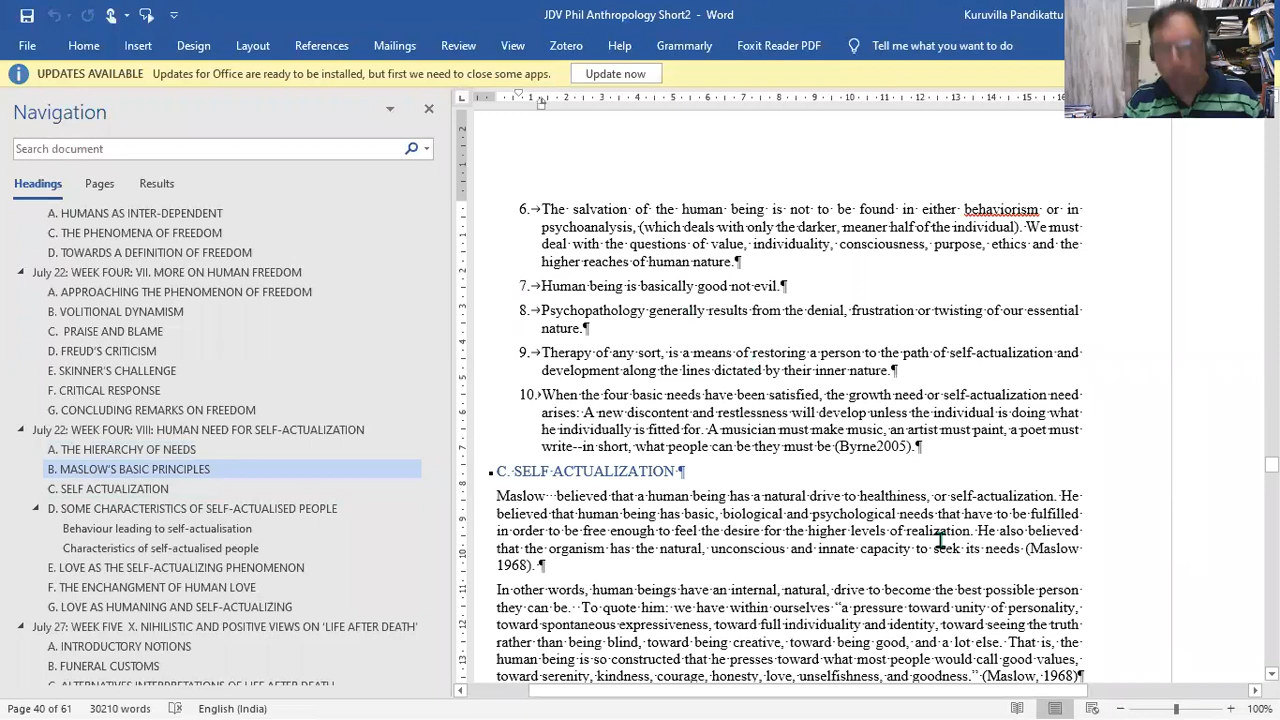 JDV Phil Anthropology Short2 - Word
Kuruvilla Pandikattu
File Home Insert Design Layout References Mailings Review View Zotero Help Grammarly Foxit Reader PDF Tell me what you want to do
UPDATES AVAILABLE Updates for Office are ready to be installed, but first we need to close some apps. Update now
Navigation
Search document
Headings Pages Results
A. HUMANS AS INTER-DEPENDENT
C. THE PHENOMENA OF FREEDOM
D. TOWARDS A DEFINITION OF FREEDOM
July 22: WEEK FOUR: VII. MORE ON HUMAN FREEDOM
A. APPROACHING THE PHENOMENON OF FREEDOM
B. VOLITIONAL DYNAMISM
C. PRAISE AND BLAME
D. FREUD'S CRITICISM
E. SKINNER'S CHALLENGE
F. CRITICAL RESPONSE
G. CONCLUDING REMARKS ON FREEDOM
July 22: WEEK FOUR: VIII: HUMAN NEED FOR SELF-ACTUALIZATION
A. THE HIERARCHY OF NEEDS
B. MASLOW'S BASIC PRINCIPLES
C. SELF ACTUALIZATION
D. SOME CHARACTERISTICS OF SELF-ACTUALISED PEOPLE
Behaviour leading to self-actualisation
Characteristics of self-actualised people
E. LOVE AS THE SELF-ACTUALIZING PHENOMENON
F. THE ENCHANGMENT OF HUMAN LOVE
G. LOVE AS HUMANING AND SELF-ACTUALIZING
July 27: WEEK FIVE X. NIHILISTIC AND POSITIVE VIEWS ON 'LIFE AFTER DEATH'
A. INTRODUCTORY NOTIONS
B. FUNERAL CUSTOMS
C. ALTERNATIVES INTERPRETATIONS OF LIFE AFTER DEATH
1 2 3 4 5 6 7 8 9 10 11 12 13 14 15 16
6. The salvation of the human being is not to be found in either behaviorism or in
psychoanalysis, (which deals with only the darker, meaner half of the individual). We must
deal with the questions of value, individuality, consciousness, purpose, ethics and the
higher reaches of human nature.¶
7. Human being is basically good not evil.¶
8. Psychopathology generally results from the denial, frustration or twisting of our essential
nature.¶
9. Therapy of any sort, is a means of restoring a person to the path of self-actualization and
development along the lines dictated by their inner nature.¶
10. When the four basic needs have been satisfied, the growth need or self-actualization need
arises: A new discontent and restlessness will develop unless the individual is doing what
he individually is fitted for. A musician must make music, an artist must paint, a poet must
write--in short, what people can be they must be (Byrne2005).¶
C. SELF ACTUALIZATION ¶
Maslow believed that a human being has a natural drive to healthiness, or self-actualization. He
believed that human being has basic, biological and psychological needs that have to be fulfilled
in order to be free enough to feel the desire for the higher levels of realization. He also believed
that the organism has the natural, unconscious and innate capacity to seek its needs (Maslow
1968). ¶
In other words, human beings have an internal, natural, drive to become the best possible person
they can be. To quote him: we have within ourselves “a pressure toward unity of personality,
toward spontaneous expressiveness, toward full individuality and identity, toward seeing the truth
rather than being blind, toward being creative, toward being good, and a lot else. That is, the
human being is so constructed that he presses toward what most people would call good values,
toward serenity, kindness, courage, honesty, love, unselfishness, and goodness.” (Maslow, 1968)¶
Page 40 of 61 30210 words English (India) 100%